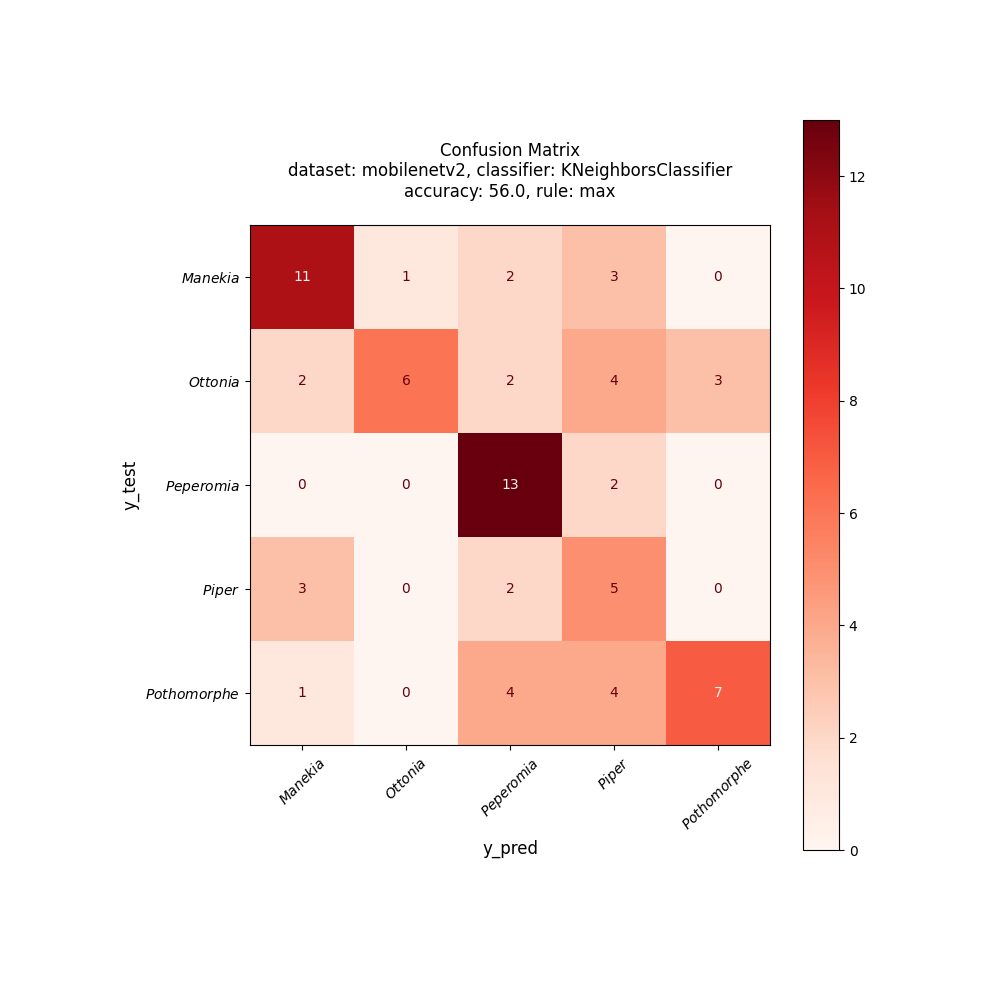 Confusion Matrix
dataset: mobilenetv2, classifier: KNeighborsClassifier
accuracy: 56.0, rule: max
Manekia 11 1 2 3 0
Ottonia 2 6 2 4 3
Peperomia 0 0 13 2 0
Piper 3 0 2 5 0
Pothomorphe 1 0 4 4 7
Manekia Ottonia Peperomia Piper Pothomorphe
y_pred
y_test
12
10
8
6
4
2
0